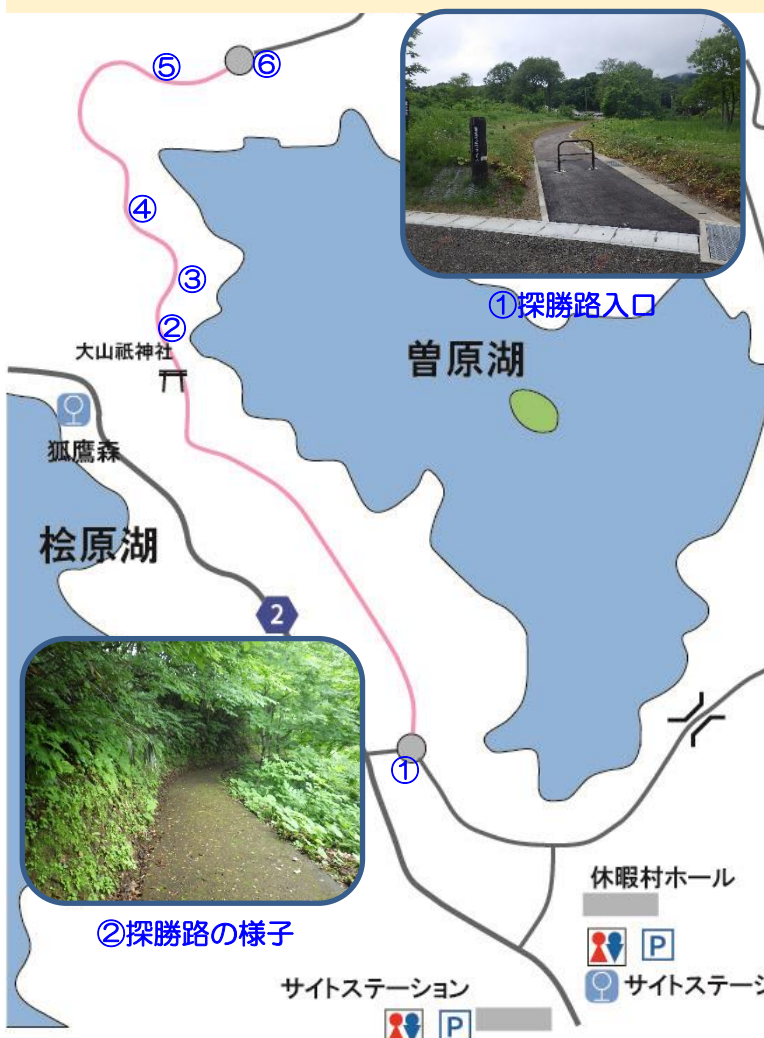 ⑤
⑥
④
③
②
①探勝路入口
大山祇神社
曽原湖
狐鷹森
桧原湖
2
①
②探勝路の様子
休暇村ホール
P
サイトステーシ
サイトステーション
P